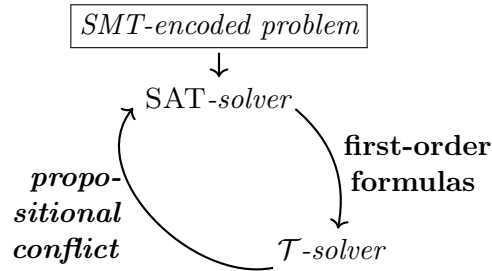 SMT-encoded problem
SAT-solver
first-order
formulas
propo-
sitional
conflict
𝒯-solver